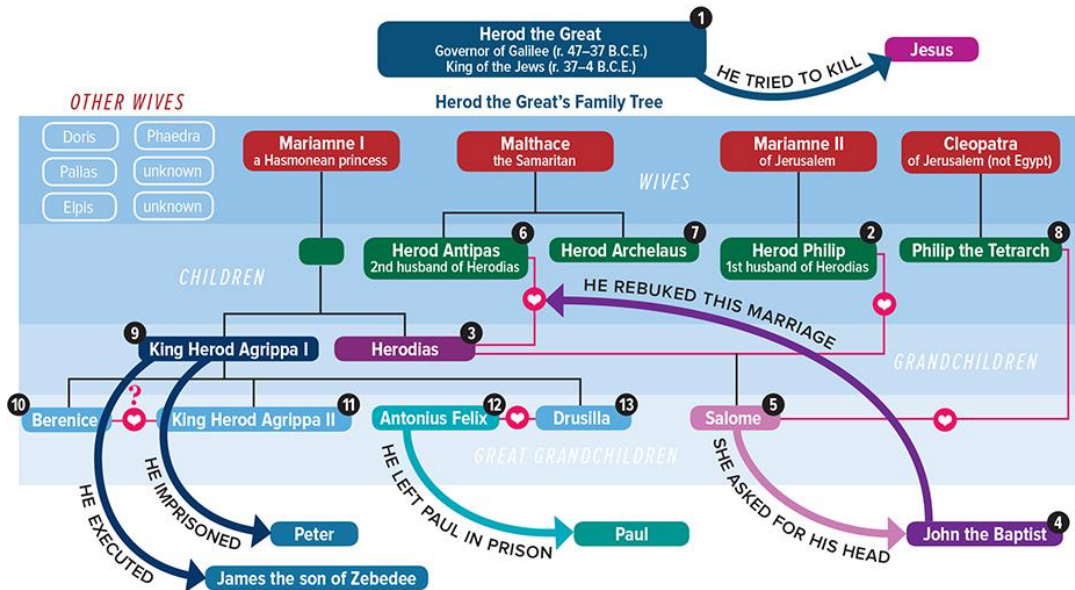 1
Herod the Great
Governor of Galilee (r. 47–37 B.C.E.)
King of the Jews (r. 37–4 B.C.E.)
HE TRIED TO KILL
Jesus
Herod the Great's Family Tree
OTHER WIVES
Doris
Phaedra
Pallas
unknown
Elpis
unknown
Mariamne I
a Hasmonean princess
Malthace
the Samaritan
Mariamne II
of Jerusalem
Cleopatra
of Jerusalem (not Egypt)
WIVES
6
Herod Antipas
2nd husband of Herodias
7
Herod Archelaus
2
Herod Philip
1st husband of Herodias
8
Philip the Tetrarch
CHILDREN
HE REBUKED THIS MARRIAGE
9
King Herod Agrippa I
3
Herodias
GRANDCHILDREN
10
Berenice
?
King Herod Agrippa II
11
Antonius Felix
12
Drusilla
13
Salome
5
GREAT GRANDCHILDREN
HE EXECUTED
HE IMPRISONED
HE LEFT PAUL IN PRISON
SHE ASKED FOR HIS HEAD
Peter
Paul
John the Baptist
4
James the son of Zebedee